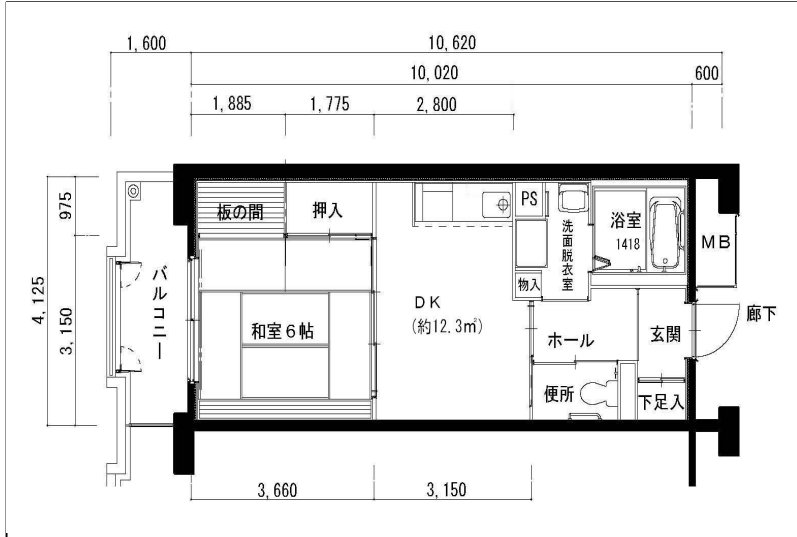 1,600
10,620
10,020
600
1,885
1,775
2,800
975
3,150
4,125
板の間
押入
PS
洗面脱衣室
浴室
1418
MB
バルコニー
物入
DK
(約12.3㎡)
和室6帖
ホール
玄関
廊下
便所
下足入
3,660
3,150